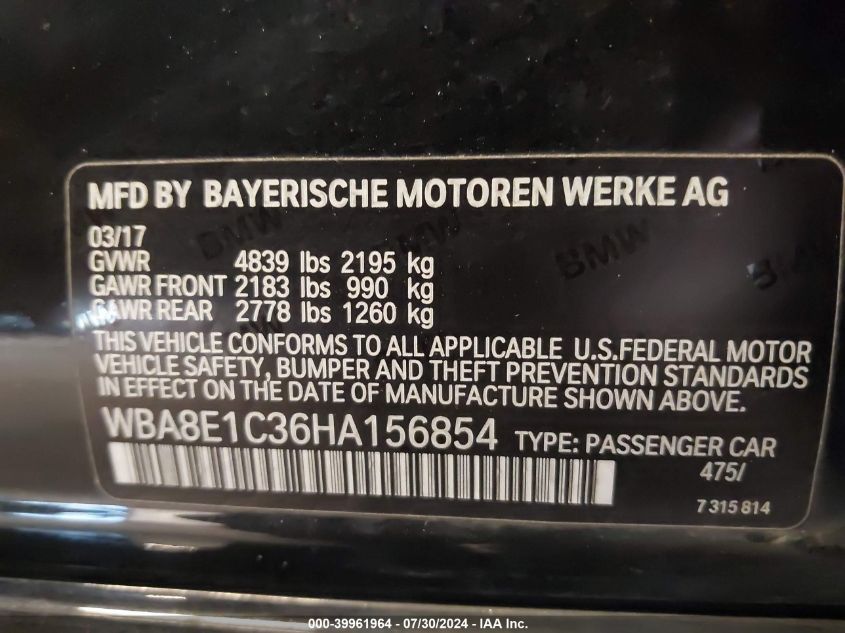 MFD BY BAYERISCHE MOTOREN WERKE AG
03/17
GVWR 4839 lbs 2195 kg
GAWR FRONT 2183 lbs 990 kg
GAWR REAR 2778 lbs 1260 kg
THIS VEHICLE CONFORMS TO ALL APPLICABLE U.S.FEDERAL MOTOR
VEHICLE SAFETY, BUMPER AND THEFT PREVENTION STANDARDS
IN EFFECT ON THE DATE OF MANUFACTURE SHOWN ABOVE.
WBA8E1C36HA156854 TYPE: PASSENGER CAR
475/
7 315 814
BMW
BMW
BMW
000-39961964 / 07/30/2024 - IAA Inc.